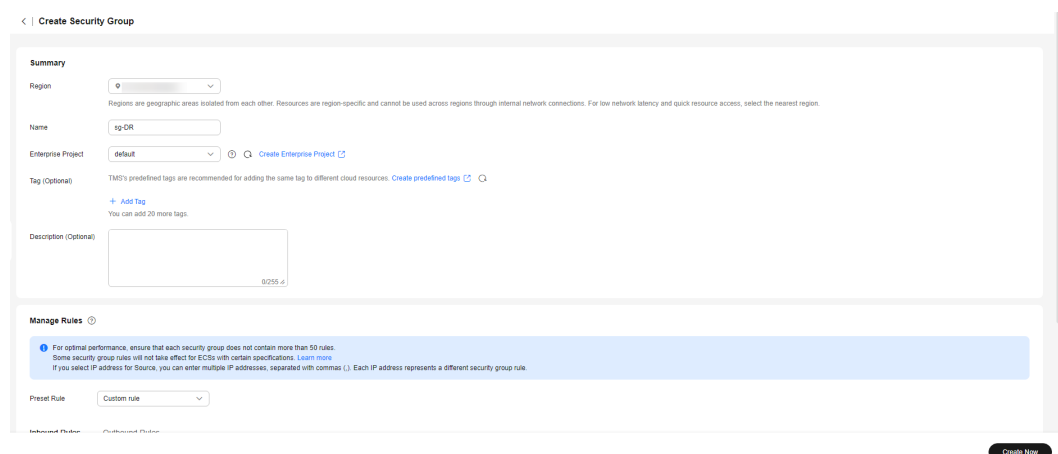 Create Security Group
Summary
Region
Regions are geographic areas isolated from each other. Resources are region-specific and cannot be used across regions through internal network connections. For low network latency and quick resource access, select the nearest region.
Name
sg-DR
Enterprise Project
default
Create Enterprise Project
Tag (Optional)
TMS's predefined tags are recommended for adding the same tag to different cloud resources. Create predefined tags
+ Add Tag
You can add 20 more tags.
Description (Optional)
0/255
Manage Rules
For optimal performance, ensure that each security group does not contain more than 50 rules.
Some security group rules will not take effect for ECSs with certain specifications. Learn more
If you select IP address for Source, you can enter multiple IP addresses, separated with commas (,). Each IP address represents a different security group rule.
Preset Rule
Custom rule
Inbound Rules Outbound Rules
Create Now